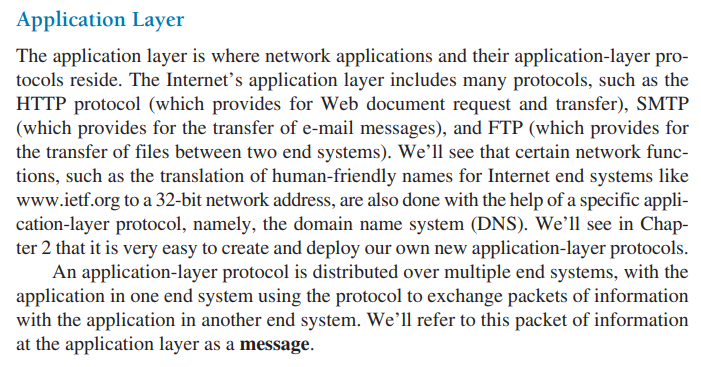 Application Layer
The application layer is where network applications and their application-layer pro-
tocols reside. The Internet's application layer includes many protocols, such as the
HTTP protocol (which provides for Web document request and transfer), SMTP
(which provides for the transfer of e-mail messages), and FTP (which provides for
the transfer of files between two end systems). We'll see that certain network func-
tions, such as the translation of human-friendly names for Internet end systems like
www.ietf.org to a 32-bit network address, are also done with the help of a specific appli-
cation-layer protocol, namely, the domain name system (DNS). We'll see in Chap-
ter 2 that it is very easy to create and deploy our own new application-layer protocols.
An application-layer protocol is distributed over multiple end systems, with the
application in one end system using the protocol to exchange packets of information
with the application in another end system. We'll refer to this packet of information
at the application layer as a message.